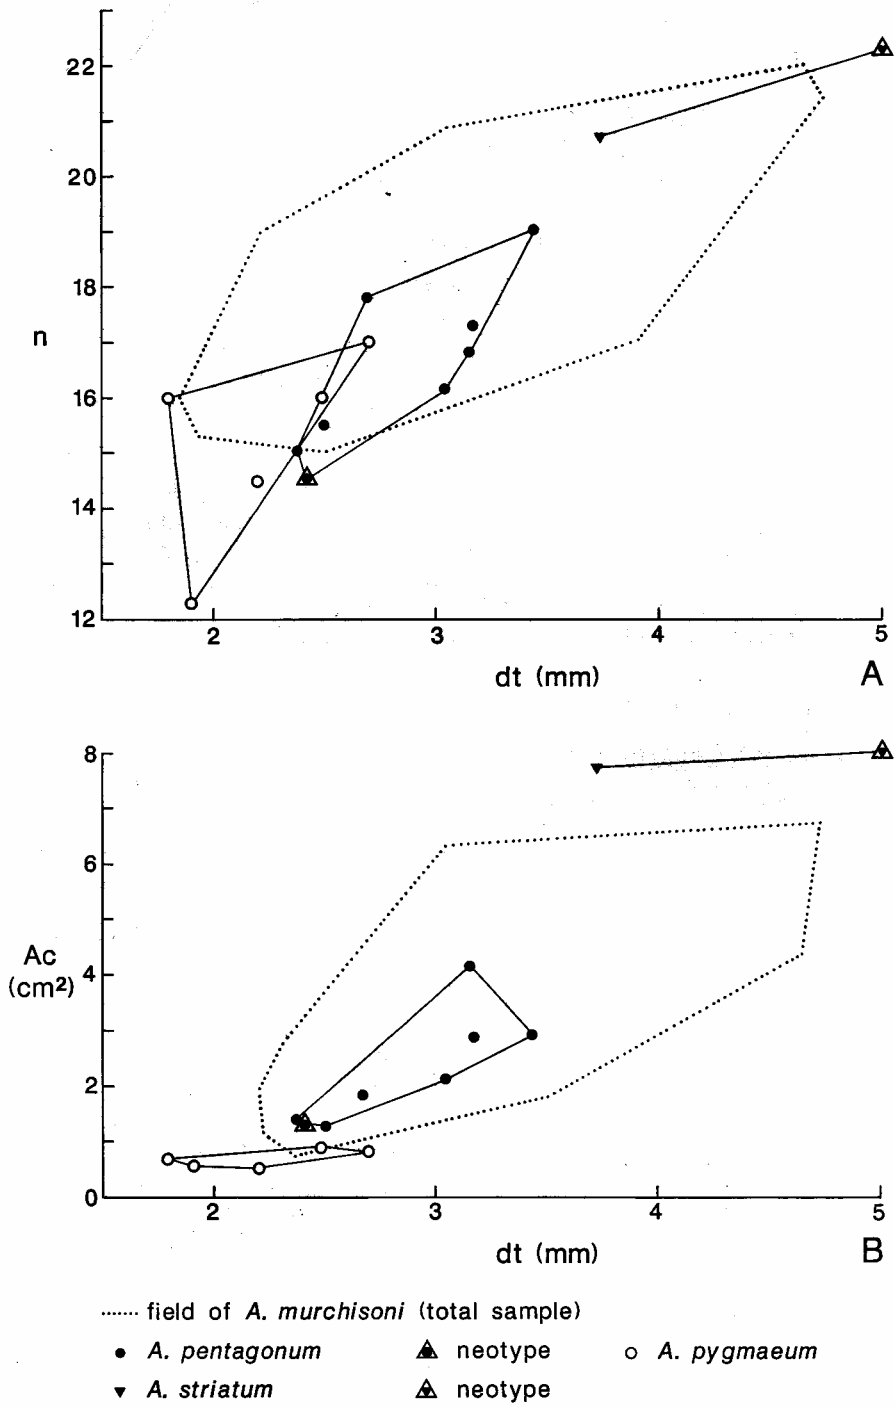 22
20
18
n
16
14
12
2 3 4 5
dt (mm) A
8
6
Ac
(cm²)
4
2
0
2 3 4 5
dt (mm) B
field of A. murchisoni (total sample)
A. pentagonum neotype A. pygmaeum
A. striatum neotype